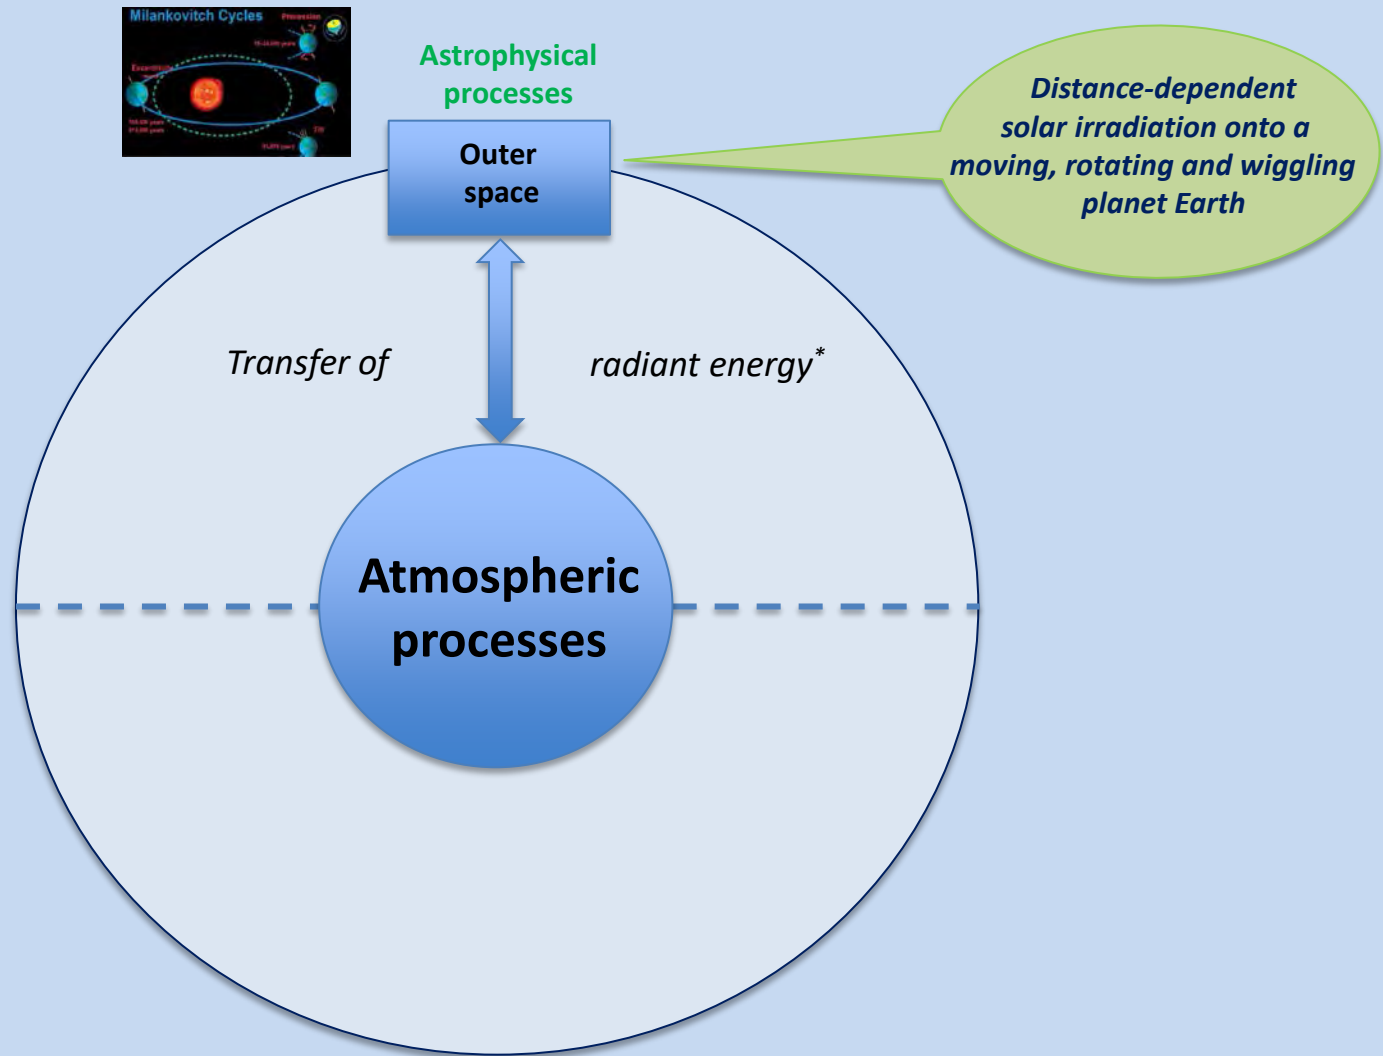 Milankovitch Cycles
Precession
Astrophysical
processes
Outer
space
Distance-dependent
solar irradiation onto a
moving, rotating and wiggling
planet Earth
Transfer of
radiant energy*
Atmospheric
processes